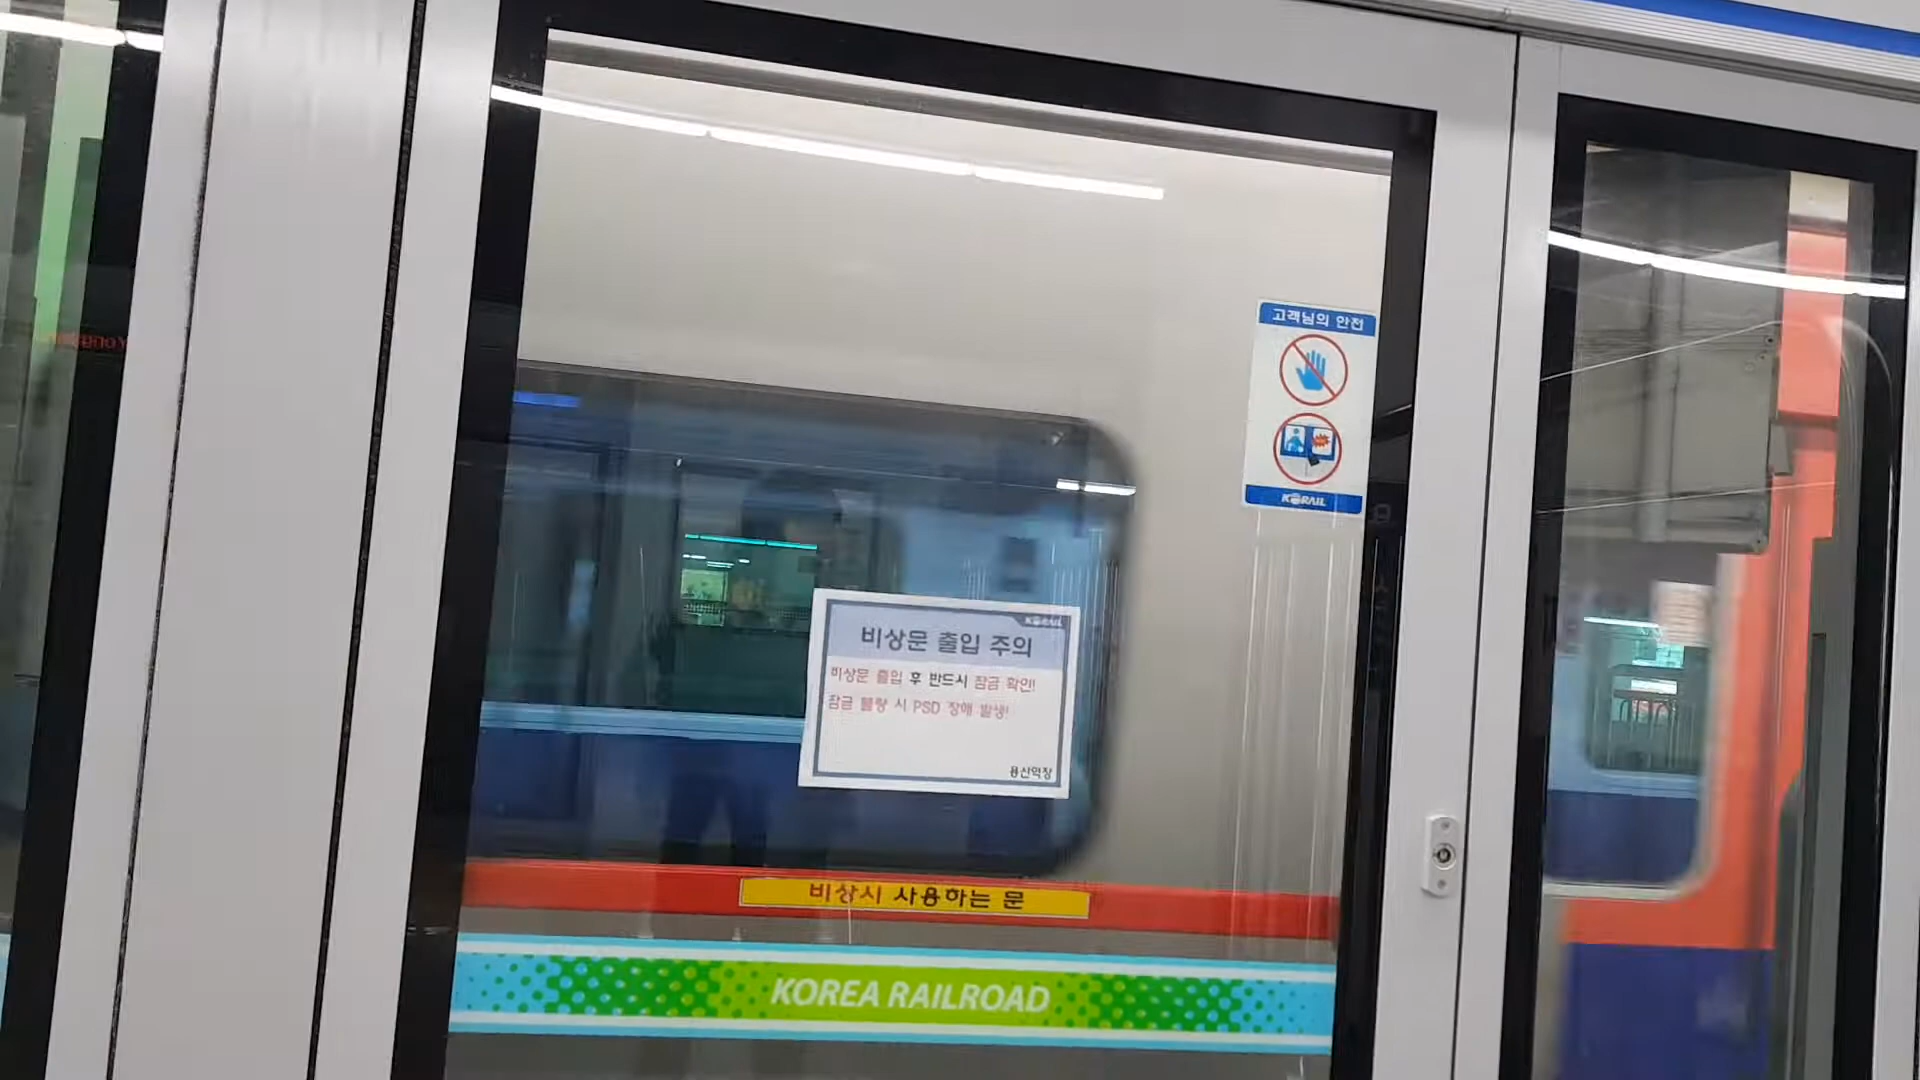 고객님의 안전
KORAIL
KORAIL
비상문 출입 주의
비상문 출입 후 반드시 잠금 확인!
잠금 불량 시 PSD 장애 발생!
용산역장
비상시 사용하는 문
KOREA RAILROAD